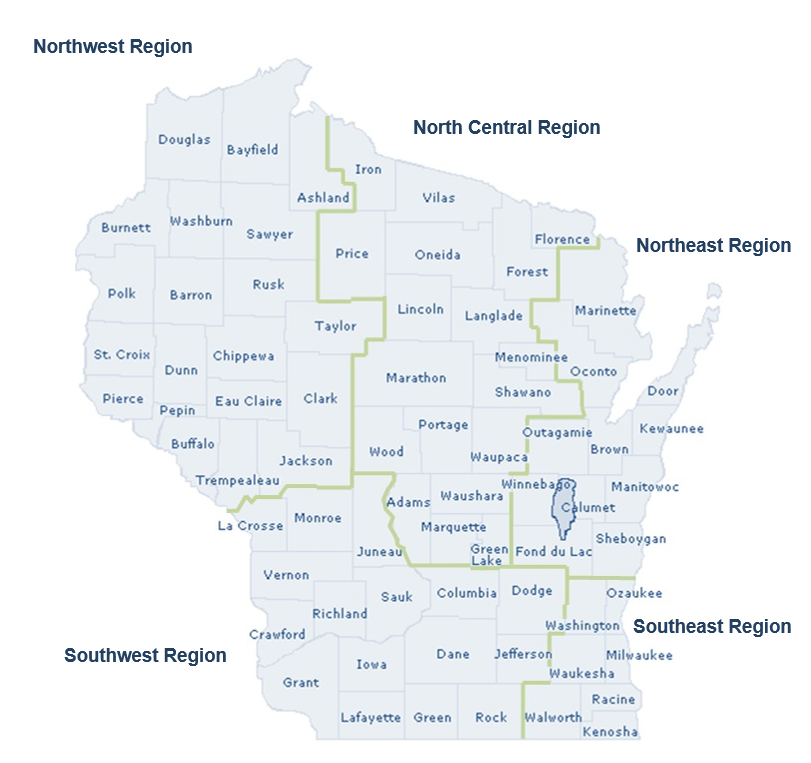 Northwest Region
North Central Region
Douglas
Bayfield
Iron
Ashland
Vilas
Burnett
Washburn
Sawyer
Florence
Northeast Region
Price
Oneida
Forest
Polk
Barron
Rusk
Lincoln
Langlade
Marinette
Taylor
St. Croix
Chippewa
Menominee
Dunn
Oconto
Marathon
Shawano
Door
Pierce
Eau Claire
Clark
Pepin
Portage
Kewaunee
Outagamie
Buffalo
Brown
Wood
Waupaca
Jackson
Trempealeau
Winnebago
Manitowoc
Adams
Waushara
Calumet
La Crosse
Monroe
Marquette
Sheboygan
Juneau
Green
Lake
Fond du Lac
Vernon
Columbia
Dodge
Ozaukee
Sauk
Richland
Washington
Southeast Region
Crawford
Southwest Region
Dane
Jefferson
Milwaukee
Iowa
Waukesha
Grant
Racine
Lafayette
Green
Rock
Walworth
Kenosha